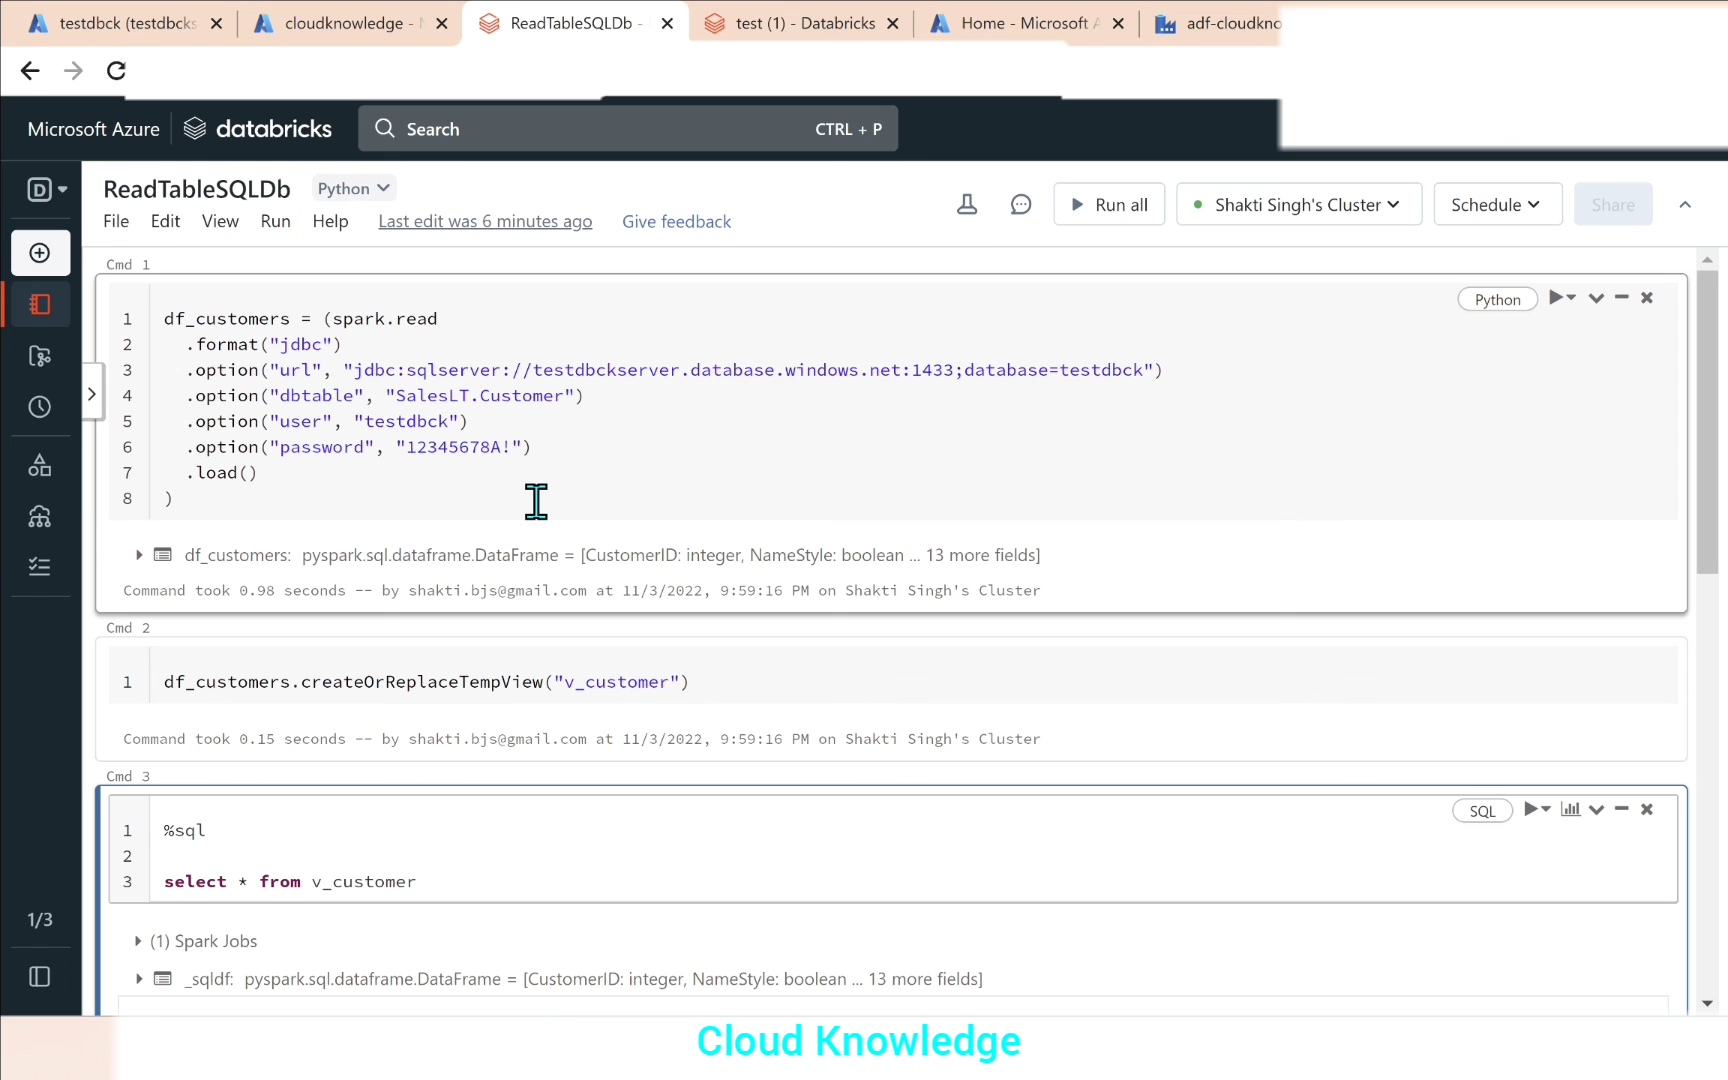 testdbck (testdbcks
cloudknowledge -
ReadTableSQLDb -
test (1) - Databricks
Home - Microsoft A
adf-cloudkno
Microsoft Azure databricks
Search CTRL + P
D
ReadTableSQLDb Python
File Edit View Run Help Last edit was 6 minutes ago Give feedback
Run all Shakti Singh's Cluster Schedule Share
Cmd 1
Python
1 df_customers = (spark.read
2 .format("jdbc")
3 .option("url", "jdbc:sqlserver://testdbckserver.database.windows.net:1433;database=testdbck")
4 .option("dbtable", "SalesLT.Customer")
5 .option("user", "testdbck")
6 .option("password", "12345678A!")
7 .load()
8 )
df_customers: pyspark.sql.dataframe.DataFrame = [CustomerID: integer, NameStyle: boolean ... 13 more fields]
Command took 0.98 seconds -- by shakti.bjs@gmail.com at 11/3/2022, 9:59:16 PM on Shakti Singh's Cluster
Cmd 2
1 df_customers.createOrReplaceTempView("v_customer")
Command took 0.15 seconds -- by shakti.bjs@gmail.com at 11/3/2022, 9:59:16 PM on Shakti Singh's Cluster
Cmd 3
SQL
1 %sql
2
3 select * from v_customer
1/3
(1) Spark Jobs
_sqldf: pyspark.sql.dataframe.DataFrame = [CustomerID: integer, NameStyle: boolean ... 13 more fields]
Cloud Knowledge